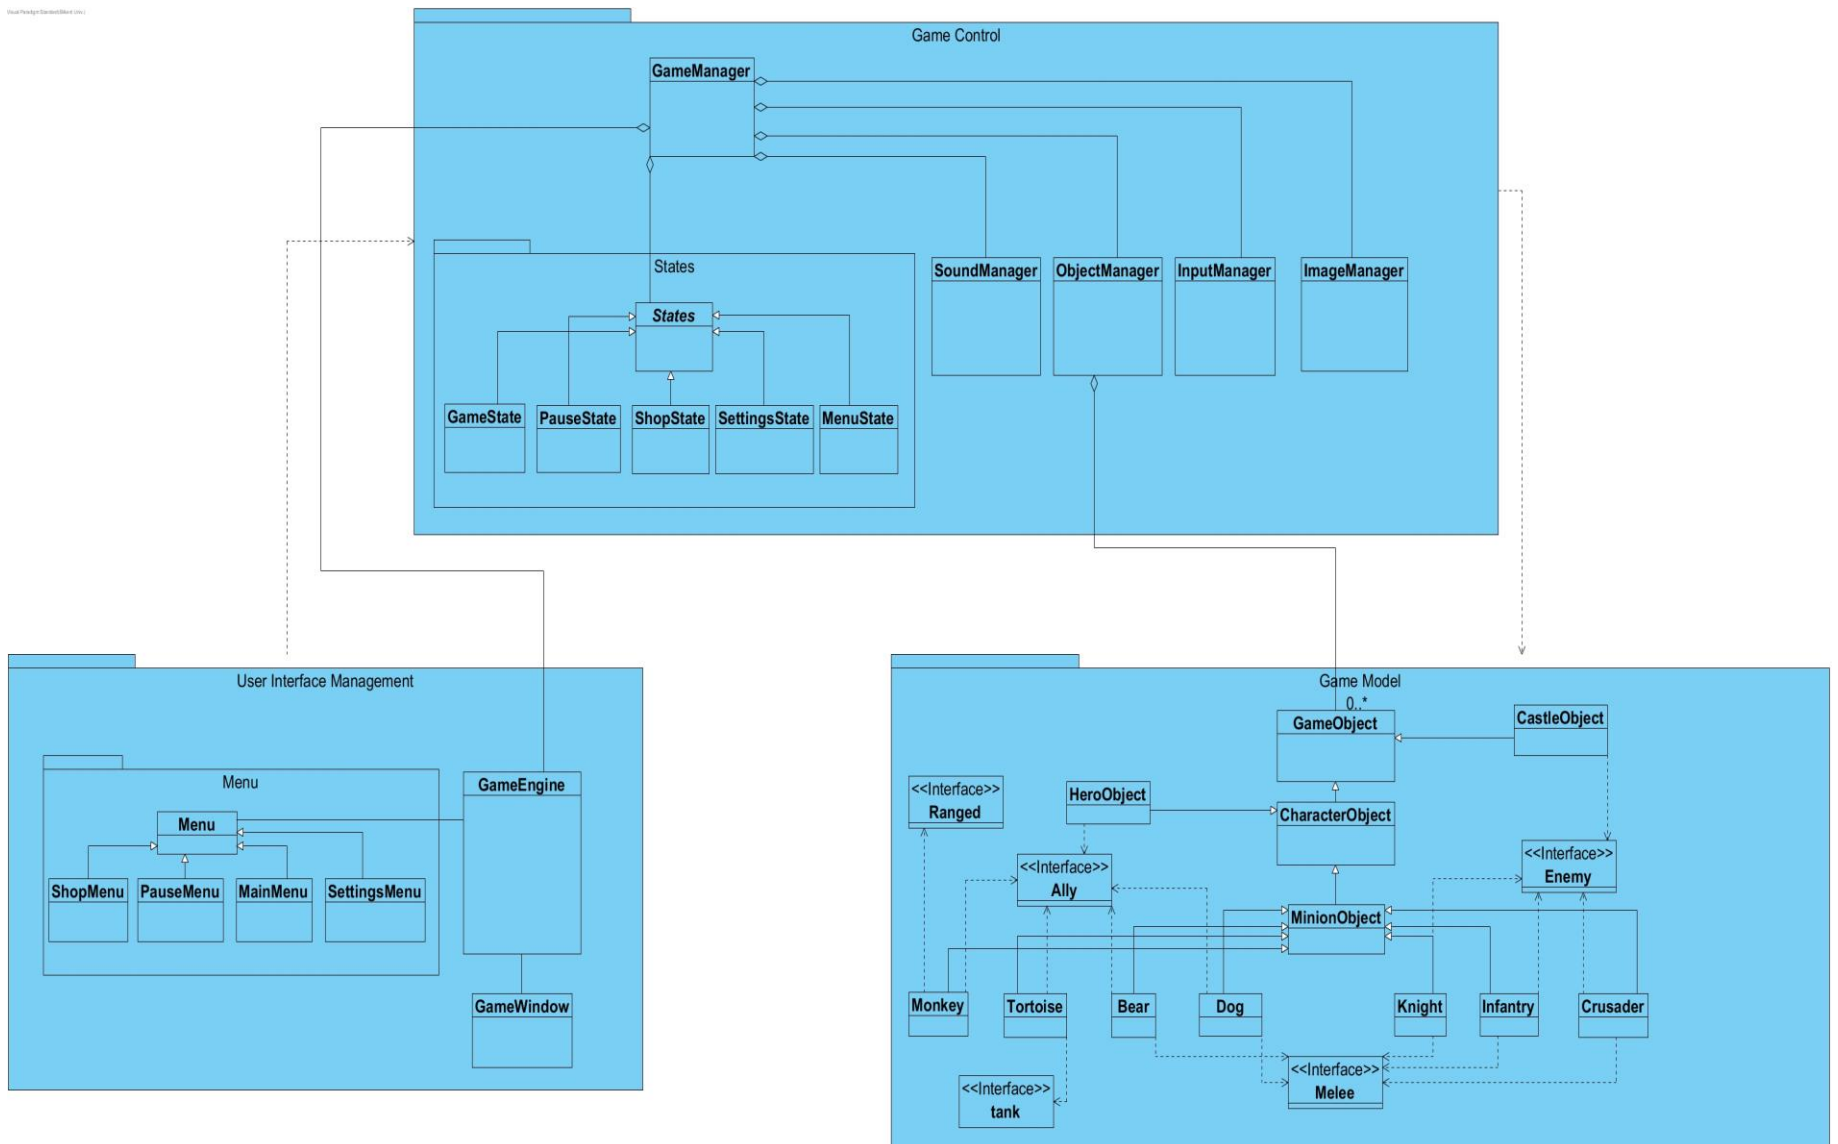 Game Control
GameManager
States
SoundManager
ObjectManager
InputManager
ImageManager
States
GameState
PauseState
ShopState
SettingsState
MenuState
User Interface Management
Menu
GameEngine
Menu
ShopMenu
PauseMenu
MainMenu
SettingsMenu
GameWindow
Game Model
0..*
GameObject
CastleObject
<<Interface>>
Ranged
HeroObject
CharacterObject
<<Interface>>
Ally
<<Interface>>
Enemy
MinionObject
Monkey
Tortoise
Bear
Dog
Knight
Infantry
Crusader
<<Interface>>
Melee
<<Interface>>
tank